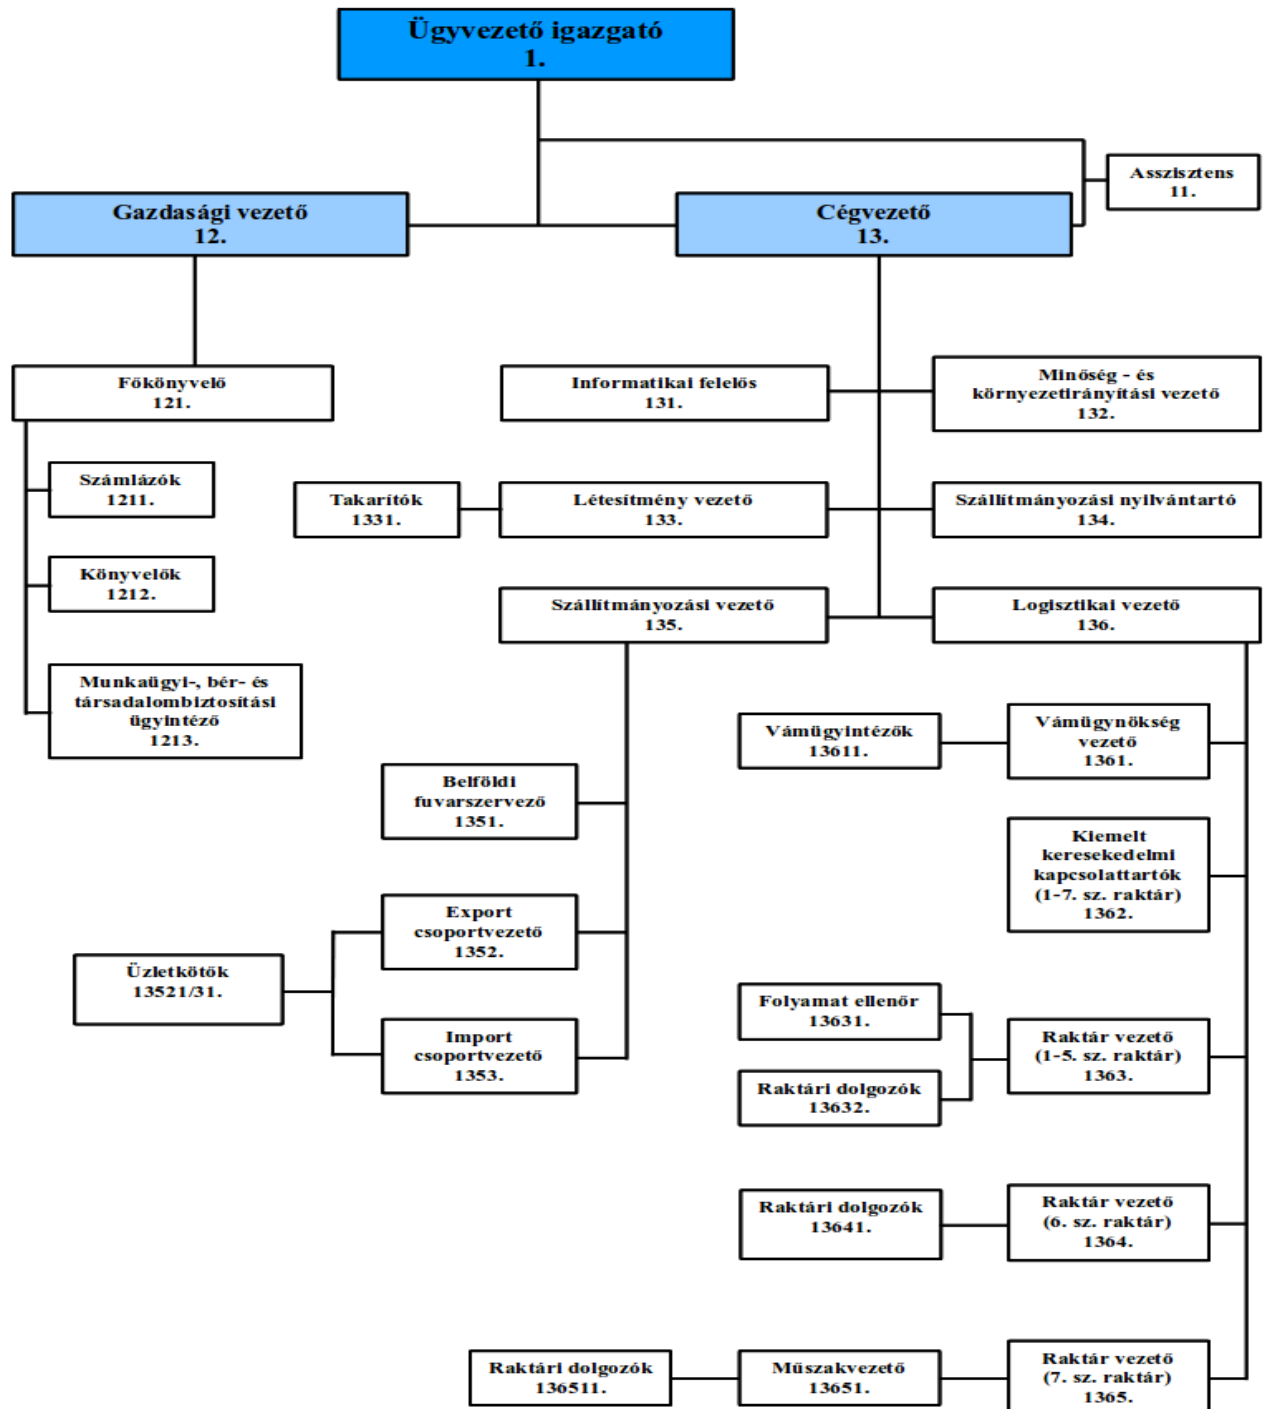 Ügyvezető igazgató
1.
Asszisztens
11.
Gazdasági vezető
12.
Cégvezető
13.
Főkönyvelő
121.
Informatikai felelős
131.
Minőség - és
környezetirányítási vezető
132.
Számlázók
1211.
Takarítók
1331.
Létesítmény vezető
133.
Szállítmányozási nyilvántartó
134.
Könyvelők
1212.
Szállítmányozási vezető
135.
Logisztikai vezető
136.
Munkaügyi-, bér- és
társadalombiztosítási
ügyintéző
1213.
Vámügyintézők
13611.
Vámügynökség
vezető
1361.
Belföldi
fuvarszervező
1351.
Kiemelt
keresekedelmi
kapcsolattartók
(1-7. sz. raktár)
1362.
Export
csoportvezető
1352.
Üzletkötők
13521/31.
Import
csoportvezető
1353.
Folyamat ellenőr
13631.
Raktári dolgozók
13632.
Raktár vezető
(1-5. sz. raktár)
1363.
Raktári dolgozók
13641.
Raktár vezető
(6. sz. raktár)
1364.
Raktári dolgozók
136511.
Műszakvezető
13651.
Raktár vezető
(7. sz. raktár)
1365.